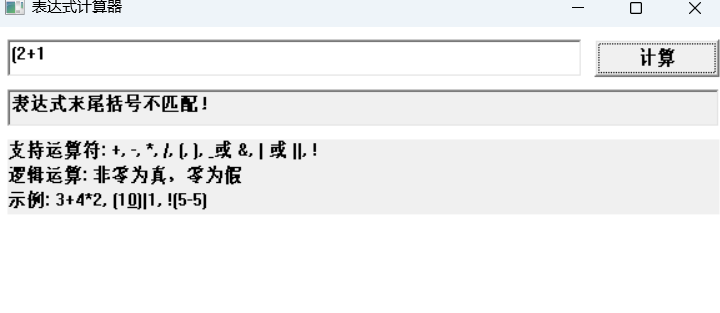 表达式计算器
(2+1
计算
表达式末尾括号不匹配!
支持运算符: +, -, *, /, (, ), _或 &, | 或 ||, !
逻辑运算: 非零为真，零为假
示例: 3+4*2, (10)|1, !(5-5)